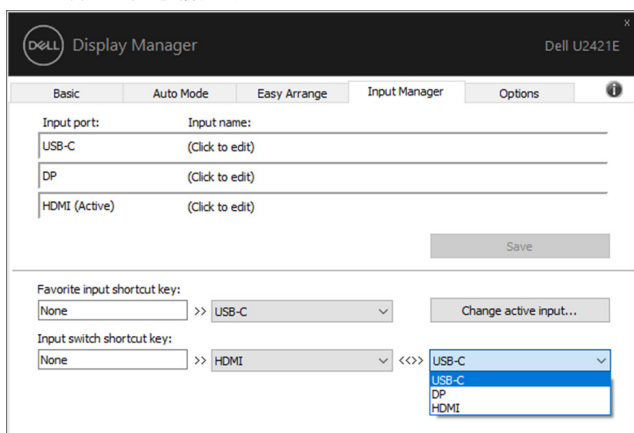 DELL Display Manager
Dell U2421E
x
Basic Auto Mode Easy Arrange Input Manager Options i
Input port: Input name:
USB-C (Click to edit)
DP (Click to edit)
HDMI (Active) (Click to edit)
Save
Favorite input shortcut key:
None >> USB-C Change active input...
Input switch shortcut key:
None >> HDMI <<>> USB-C
USB-C
DP
HDMI